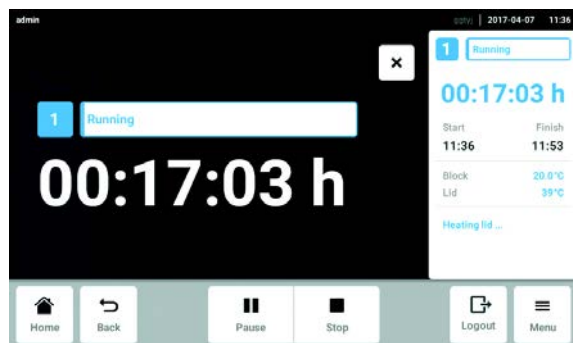 admin
2017-04-07 11:36
1 Running
00:17:03 h
1 Running
00:17:03 h
Start Finish
11:36 11:53
Block 20.0°C
Lid 39°C
Heating lid ...
Home Back Pause Stop Logout Menu